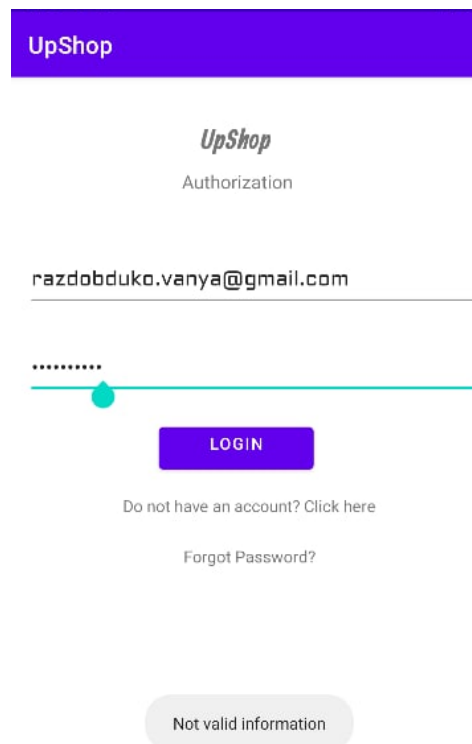 UpShop
UpShop
Authorization
razdobduko.vanya@gmail.com
••••••••••
LOGIN
Do not have an account? Click here
Forgot Password?
Not valid information